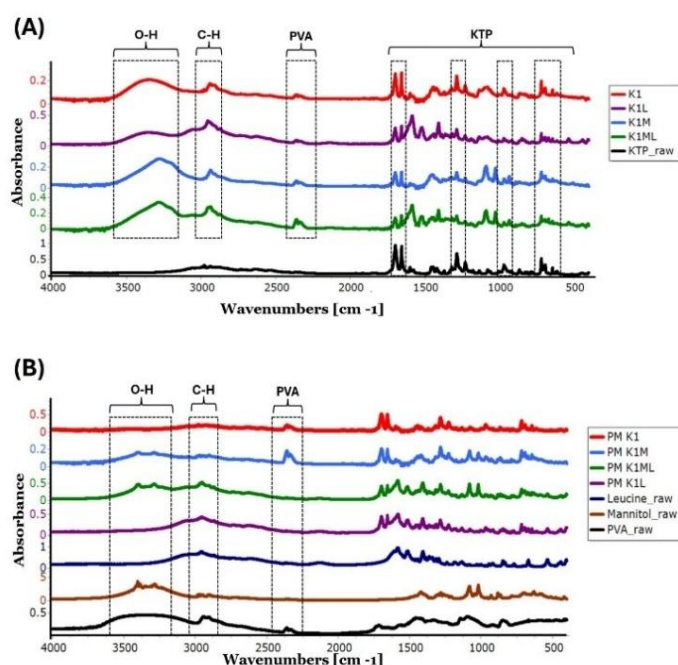 (A)
O-H C-H PVA KTP
0.2
0
0.5
0
0.2
0
0.4
0.2
0
1
0.5
0
Absorbance
K1
K1L
K1M
K1ML
KTP_raw
4000 3500 3000 2500 2000 1500 1000 500
Wavenumbers [cm -1]
(B)
O-H C-H PVA
0.5
0
0.2
0
0.5
0
0.5
0
1
0
5
0
0.5
Absorbance
PM K1
PM K1M
PM K1ML
PM K1L
Leucine_raw
Mannitol_raw
PVA_raw
4000 3500 3000 2500 2000 1500 1000 500
Wavenumbers [cm -1]